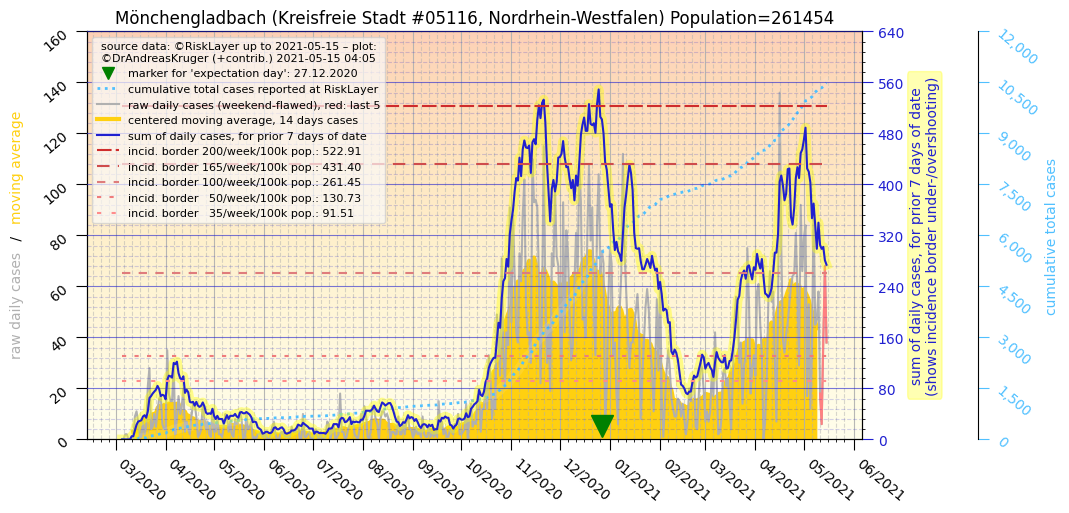 Mönchengladbach (Kreisfreie Stadt #05116, Nordrhein-Westfalen) Population=261454
source data: ©RiskLayer up to 2021-05-15 – plot:
©DrAndreasKruger (+contrib.) 2021-05-15 04:05
marker for 'expectation day': 27.12.2020
cumulative total cases reported at RiskLayer
raw daily cases (weekend-flawed), red: last 5
centered moving average, 14 days cases
sum of daily cases, for prior 7 days of date
incid. border 200/week/100k pop.: 522.91
incid. border 165/week/100k pop.: 431.40
incid. border 100/week/100k pop.: 261.45
incid. border 50/week/100k pop.: 130.73
incid. border 35/week/100k pop.: 91.51
raw daily cases / moving average
160
140
120
100
80
60
40
20
0
03/2020
04/2020
05/2020
06/2020
07/2020
08/2020
09/2020
10/2020
11/2020
12/2020
01/2021
02/2021
03/2021
04/2021
05/2021
06/2021
640
560
480
400
320
240
160
80
0
sum of daily cases, for prior 7 days of date
(shows incidence border under-/overshooting)
12,000
10,500
9,000
7,500
6,000
4,500
3,000
1,500
0
cumulative total cases